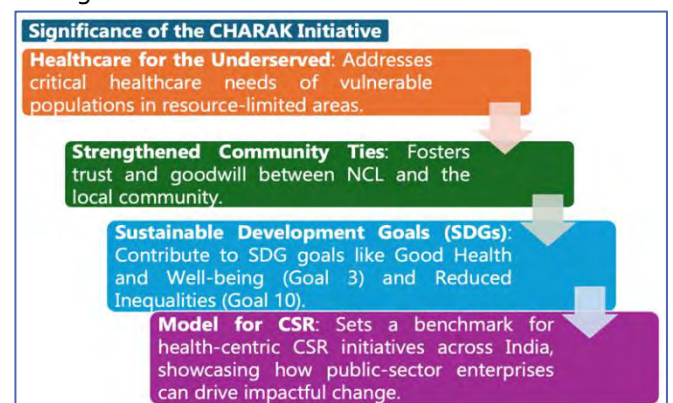 Significance of the CHARAK Initiative
Healthcare for the Underserved: Addresses
critical healthcare needs of vulnerable
populations in resource-limited areas.
Strengthened Community Ties: Fosters
trust and goodwill between NCL and the
local community.
Sustainable Development Goals (SDGs):
Contribute to SDG goals like Good Health
and Well-being (Goal 3) and Reduced
Inequalities (Goal 10).
Model for CSR: Sets a benchmark for
health-centric CSR initiatives across India,
showcasing how public-sector enterprises
can drive impactful change.